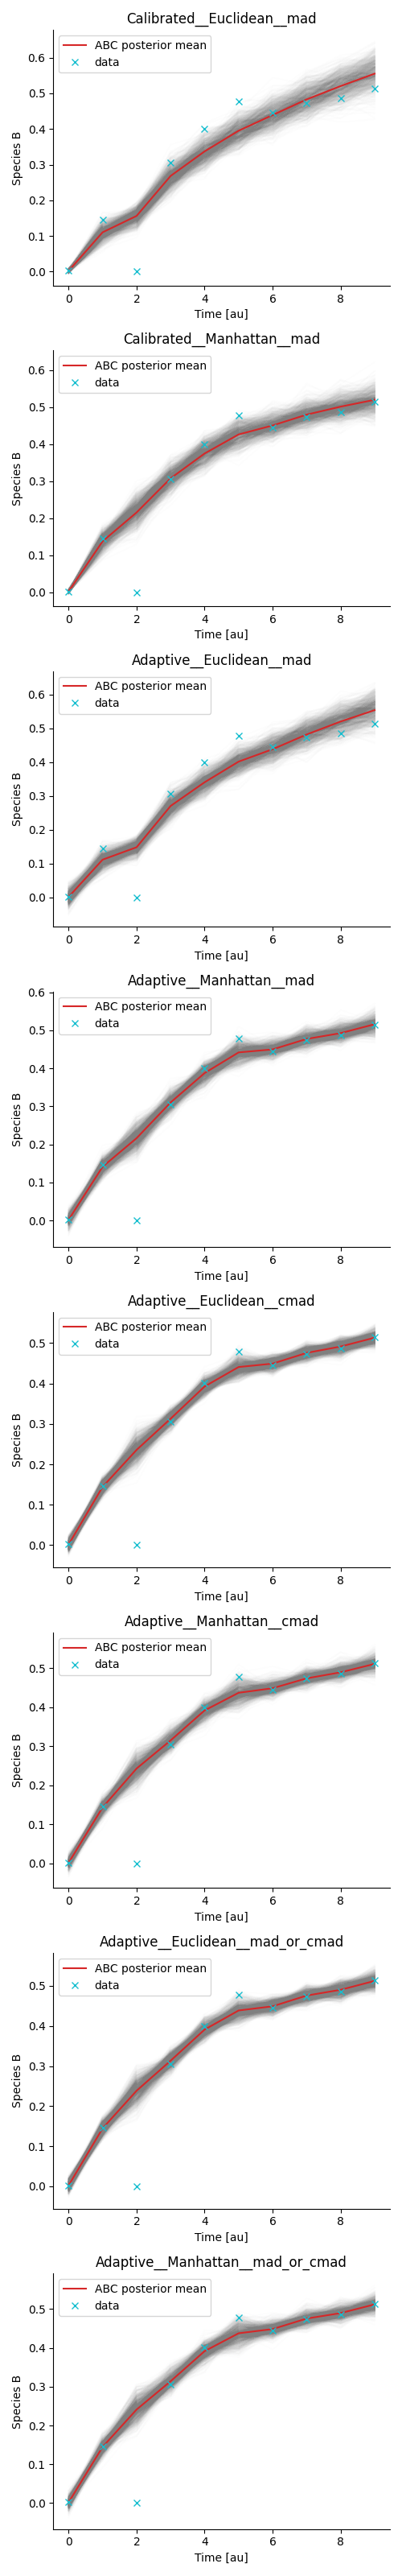 Calibrated__Euclidean__mad
ABC posterior mean
data
0.6
0.5
0.4
0.3
0.2
0.1
0.0
Species B
0 2 4 6 8
Time [au]
Calibrated__Manhattan__mad
ABC posterior mean
data
0.6
0.5
0.4
0.3
0.2
0.1
0.0
Species B
0 2 4 6 8
Time [au]
Adaptive__Euclidean__mad
ABC posterior mean
data
0.6
0.5
0.4
0.3
0.2
0.1
0.0
Species B
0 2 4 6 8
Time [au]
Adaptive__Manhattan__mad
ABC posterior mean
data
0.6
0.5
0.4
0.3
0.2
0.1
0.0
Species B
0 2 4 6 8
Time [au]
Adaptive__Euclidean__cmad
ABC posterior mean
data
0.5
0.4
0.3
0.2
0.1
0.0
Species B
0 2 4 6 8
Time [au]
Adaptive__Manhattan__cmad
ABC posterior mean
data
0.5
0.4
0.3
0.2
0.1
0.0
Species B
0 2 4 6 8
Time [au]
Adaptive__Euclidean__mad_or_cmad
ABC posterior mean
data
0.5
0.4
0.3
0.2
0.1
0.0
Species B
0 2 4 6 8
Time [au]
Adaptive__Manhattan__mad_or_cmad
ABC posterior mean
data
0.5
0.4
0.3
0.2
0.1
0.0
Species B
0 2 4 6 8
Time [au]